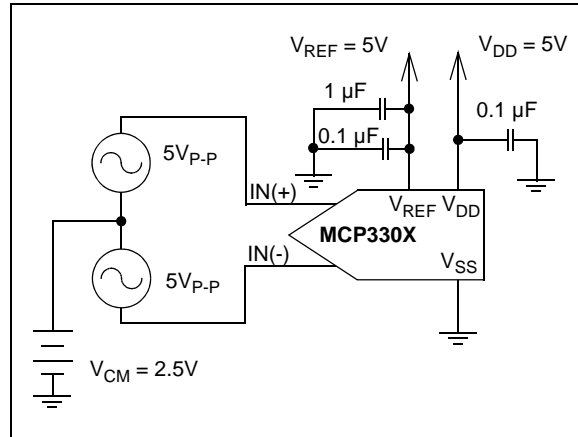 V_REF = 5V
V_DD = 5V
1 µF
0.1 µF
0.1 µF
5V_P-P
IN(+)
V_REF V_DD
MCP330X
V_SS
IN(-)
5V_P-P
V_CM = 2.5V